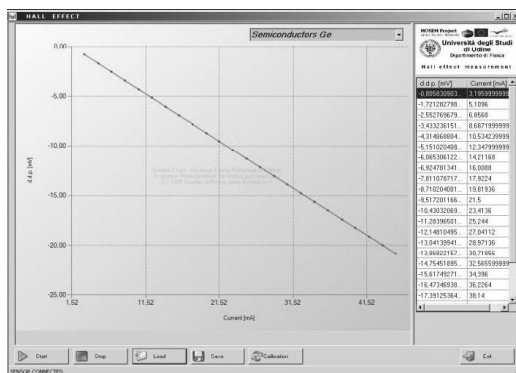 HALL EFFECT
Semiconductors Ge
0,00
-5,00
-10,00
-15,00
-20,00
-25,00
d.d.p. [mV]
1,52
11,52
21,52
31,52
41,52
Current [mA]
MOSEM Project
Università degli Studi
di Udine
Dipartimento di Fisica
Hall effect measurement
d.d.p. [mV] Current [mA]
-0,805830903... 3,1959999999
-1,721282798... 5,1096
-2,552769679... 6,8568
-3,433236151... 8,6871999999
-4,314868804... 10,534239999
-5,151020408... 12,347999999
-6,065306122... 14,21168
-6,924781341... 16,0088
-7,811078717... 17,9224
-8,710204081... 19,81936
-9,517201166... 21,5
-10,43032069... 23,4136
-11,28396501... 25,244
-12,14810495... 27,04112
-13,04139941... 28,97136
-13,86822157... 30,71856
-14,75451895... 32,565599999
-15,61749271... 34,396
-16,47346938... 36,2264
-17,39125364... 38,14
Start
Stop
Load
Save
Calibration
Exit
SENSOR CONNECTED